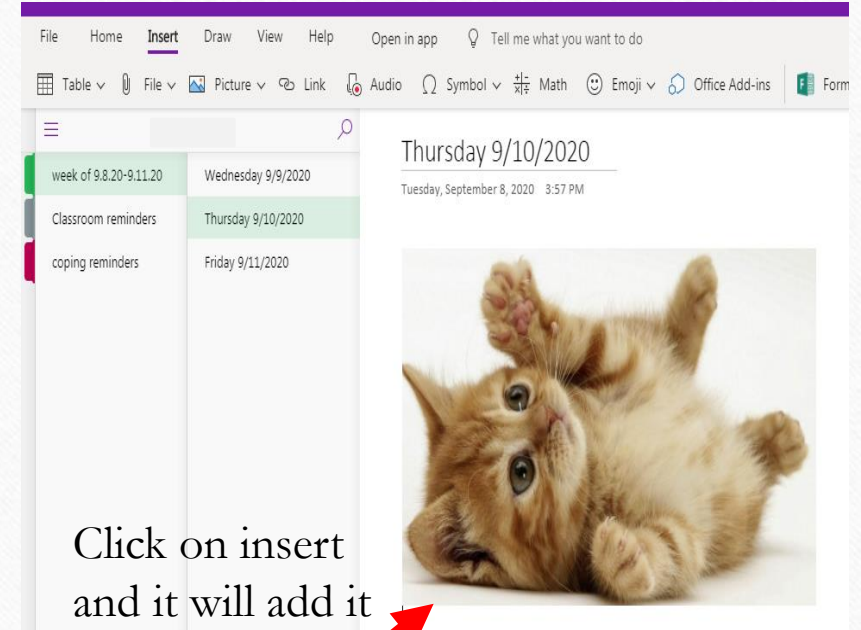 File Home Insert Draw View Help Open in app Tell me what you want to do
Table File Picture Link Audio Symbol Math Emoji Office Add-ins Form
Thursday 9/10/2020
Tuesday, September 8, 2020 3:57 PM
week of 9.8.20-9.11.20
Classroom reminders
coping reminders
Wednesday 9/9/2020
Thursday 9/10/2020
Friday 9/11/2020
Click on insert
and it will add it